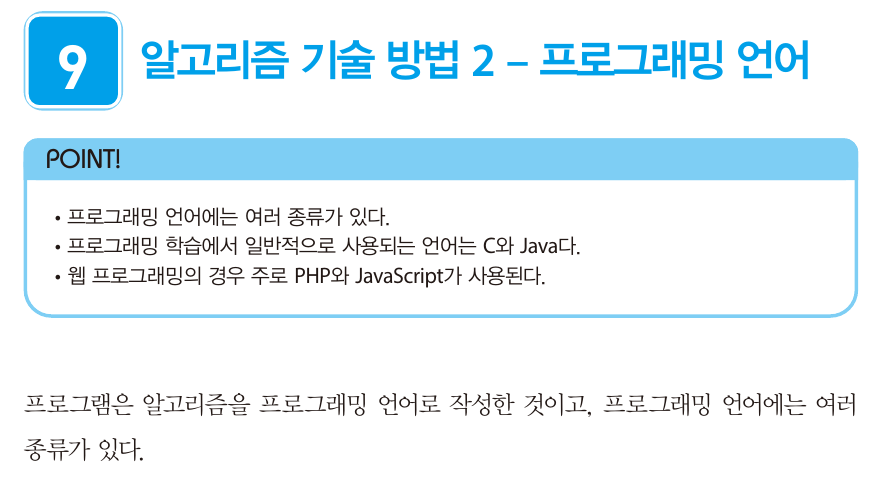 9
알고리즘 기술 방법 2 – 프로그래밍 언어
POINT!
• 프로그래밍 언어에는 여러 종류가 있다.
• 프로그래밍 학습에서 일반적으로 사용되는 언어는 C와 Java다.
• 웹 프로그래밍의 경우 주로 PHP와 JavaScript가 사용된다.
프로그램은 알고리즘을 프로그래밍 언어로 작성한 것이고, 프로그래밍 언어에는 여러
종류가 있다.